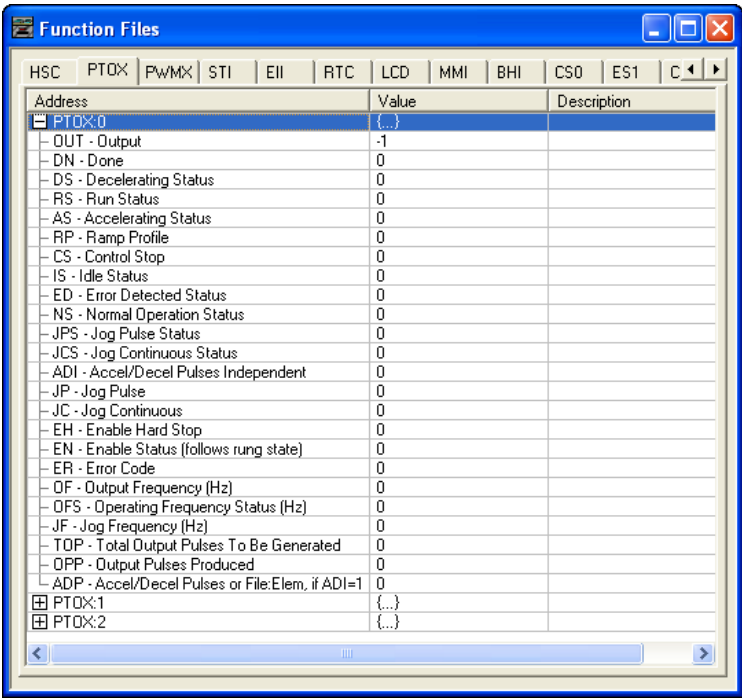 Function Files
HSC PTOX PWMX STI EII RTC LCD MMI BHI CS0 ES1 C
Address Value Description
PTOX:0 {...}
OUT - Output -1
DN - Done 0
DS - Decelerating Status 0
RS - Run Status 0
AS - Accelerating Status 0
RP - Ramp Profile 0
CS - Control Stop 0
IS - Idle Status 0
ED - Error Detected Status 0
NS - Normal Operation Status 0
JPS - Jog Pulse Status 0
JCS - Jog Continuous Status 0
ADI - Accel/Decel Pulses Independent 0
JP - Jog Pulse 0
JC - Jog Continuous 0
EH - Enable Hard Stop 0
EN - Enable Status (follows rung state) 0
ER - Error Code 0
OF - Output Frequency (Hz) 0
OFS - Operating Frequency Status (Hz) 0
JF - Jog Frequency (Hz) 0
TOP - Total Output Pulses To Be Generated 0
OPP - Output Pulses Produced 0
ADP - Accel/Decel Pulses or File:Elem, if ADI=1 0
PTOX:1 {...}
PTOX:2 {...}